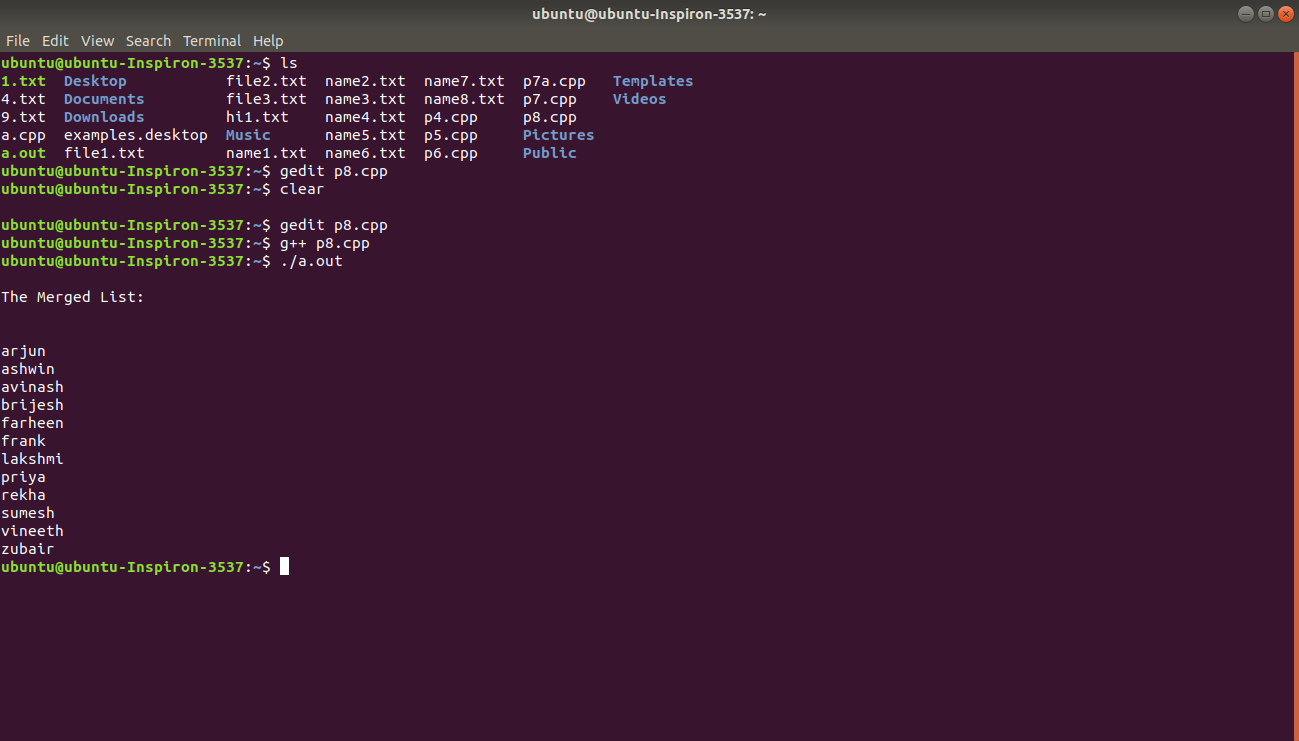 ubuntu@ubuntu-Inspiron-3537: ~
File Edit View Search Terminal Help
ubuntu@ubuntu-Inspiron-3537:~$ ls
1.txt  Desktop           file2.txt  name2.txt  name7.txt  p7a.cpp   Templates
4.txt  Documents         file3.txt  name3.txt  name8.txt  p7.cpp    Videos
9.txt  Downloads         hi1.txt    name4.txt  p4.cpp     p8.cpp
a.cpp  examples.desktop  Music      name5.txt  p5.cpp     Pictures
a.out  file1.txt         name1.txt  name6.txt  p6.cpp     Public
ubuntu@ubuntu-Inspiron-3537:~$ gedit p8.cpp
ubuntu@ubuntu-Inspiron-3537:~$ clear
ubuntu@ubuntu-Inspiron-3537:~$ gedit p8.cpp
ubuntu@ubuntu-Inspiron-3537:~$ g++ p8.cpp
ubuntu@ubuntu-Inspiron-3537:~$ ./a.out
The Merged List:
arjun
ashwin
avinash
brijesh
farheen
frank
lakshmi
priya
rekha
sumesh
vineeth
zubair
ubuntu@ubuntu-Inspiron-3537:~$